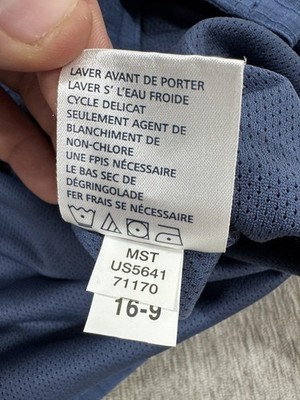 LAVER AVANT DE PORTER
LAVER S' L'EAU FROIDE
CYCLE DELICAT
SEULEMENT AGENT DE
BLANCHIMENT DE
NON-CHLORE
UNE FPIS NÉCESSAIRE
LE BAS SEC DE
DÉGRINGOLADE
FER FRAIS SE NÉCESSAIRE
MST
US5641
71170
16-9